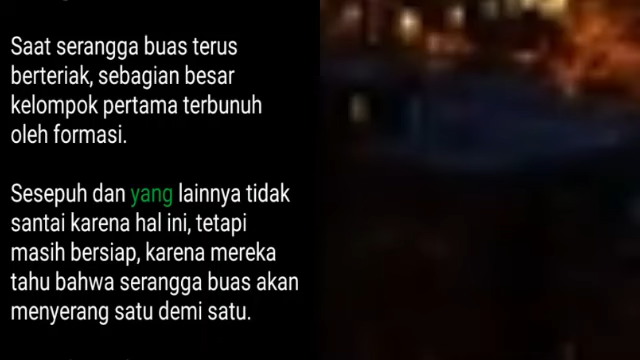 Saat serangga buas terus
berteriak, sebagian besar
kelompok pertama terbunuh
oleh formasi.
Sesepuh dan yang lainnya tidak
santai karena hal ini, tetapi
masih bersiap, karena mereka
tahu bahwa serangga buas akan
menyerang satu demi satu.